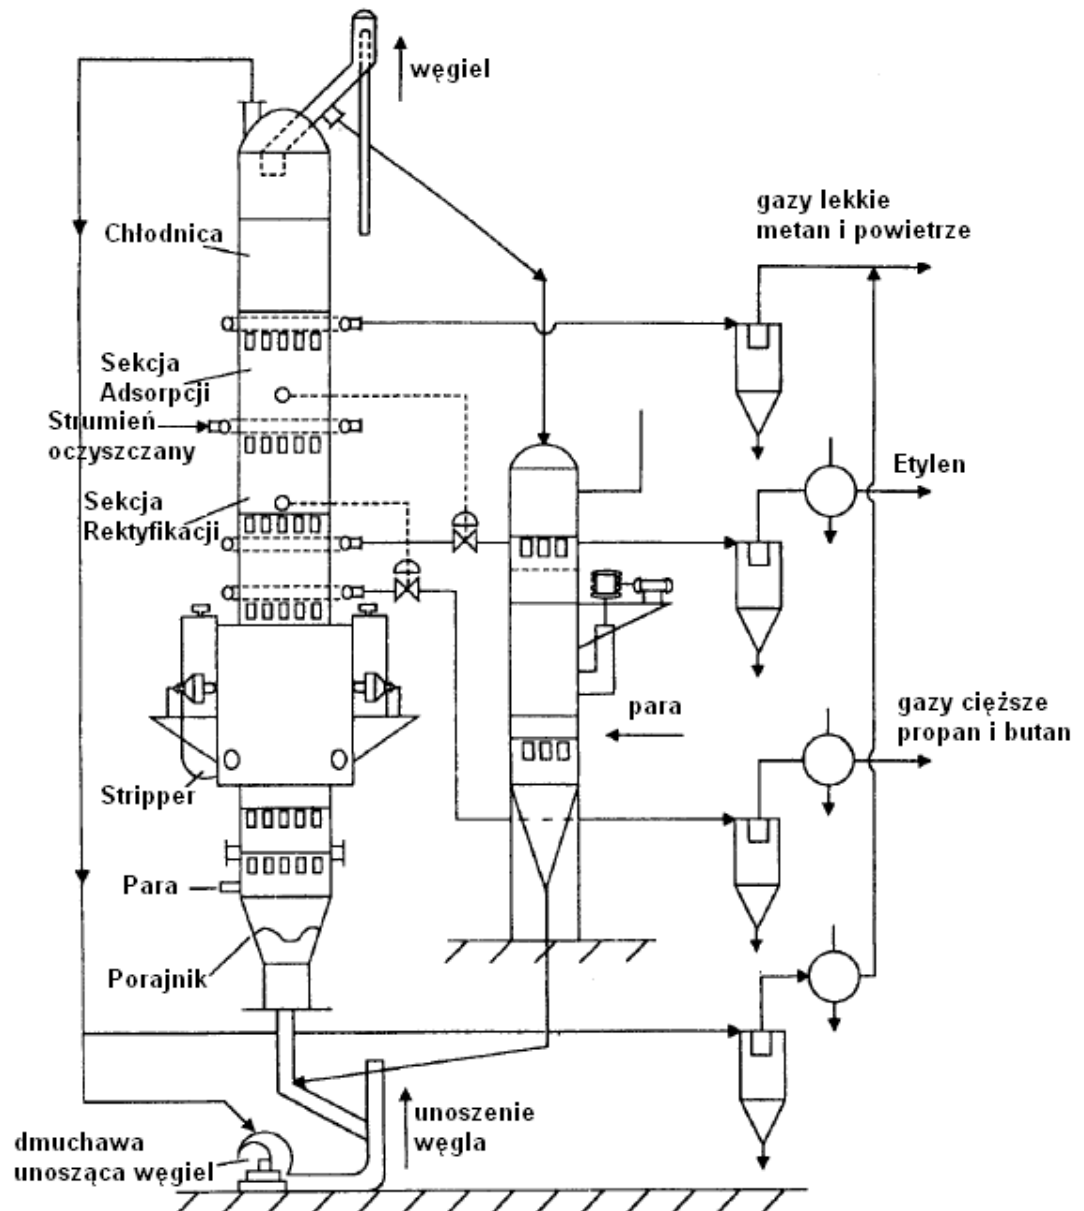 węgiel
gazy lekkie
metan i powietrze
Chłodnica
Sekcja
Adsorpcji
Strumień
oczyszczany
Etylen
Sekcja
Rektyfikacji
gazy cięższe
propan i butan
para
Stripper
Para
Porajnik
unoszenie
węgla
dmuchawa
unosząca węgiel